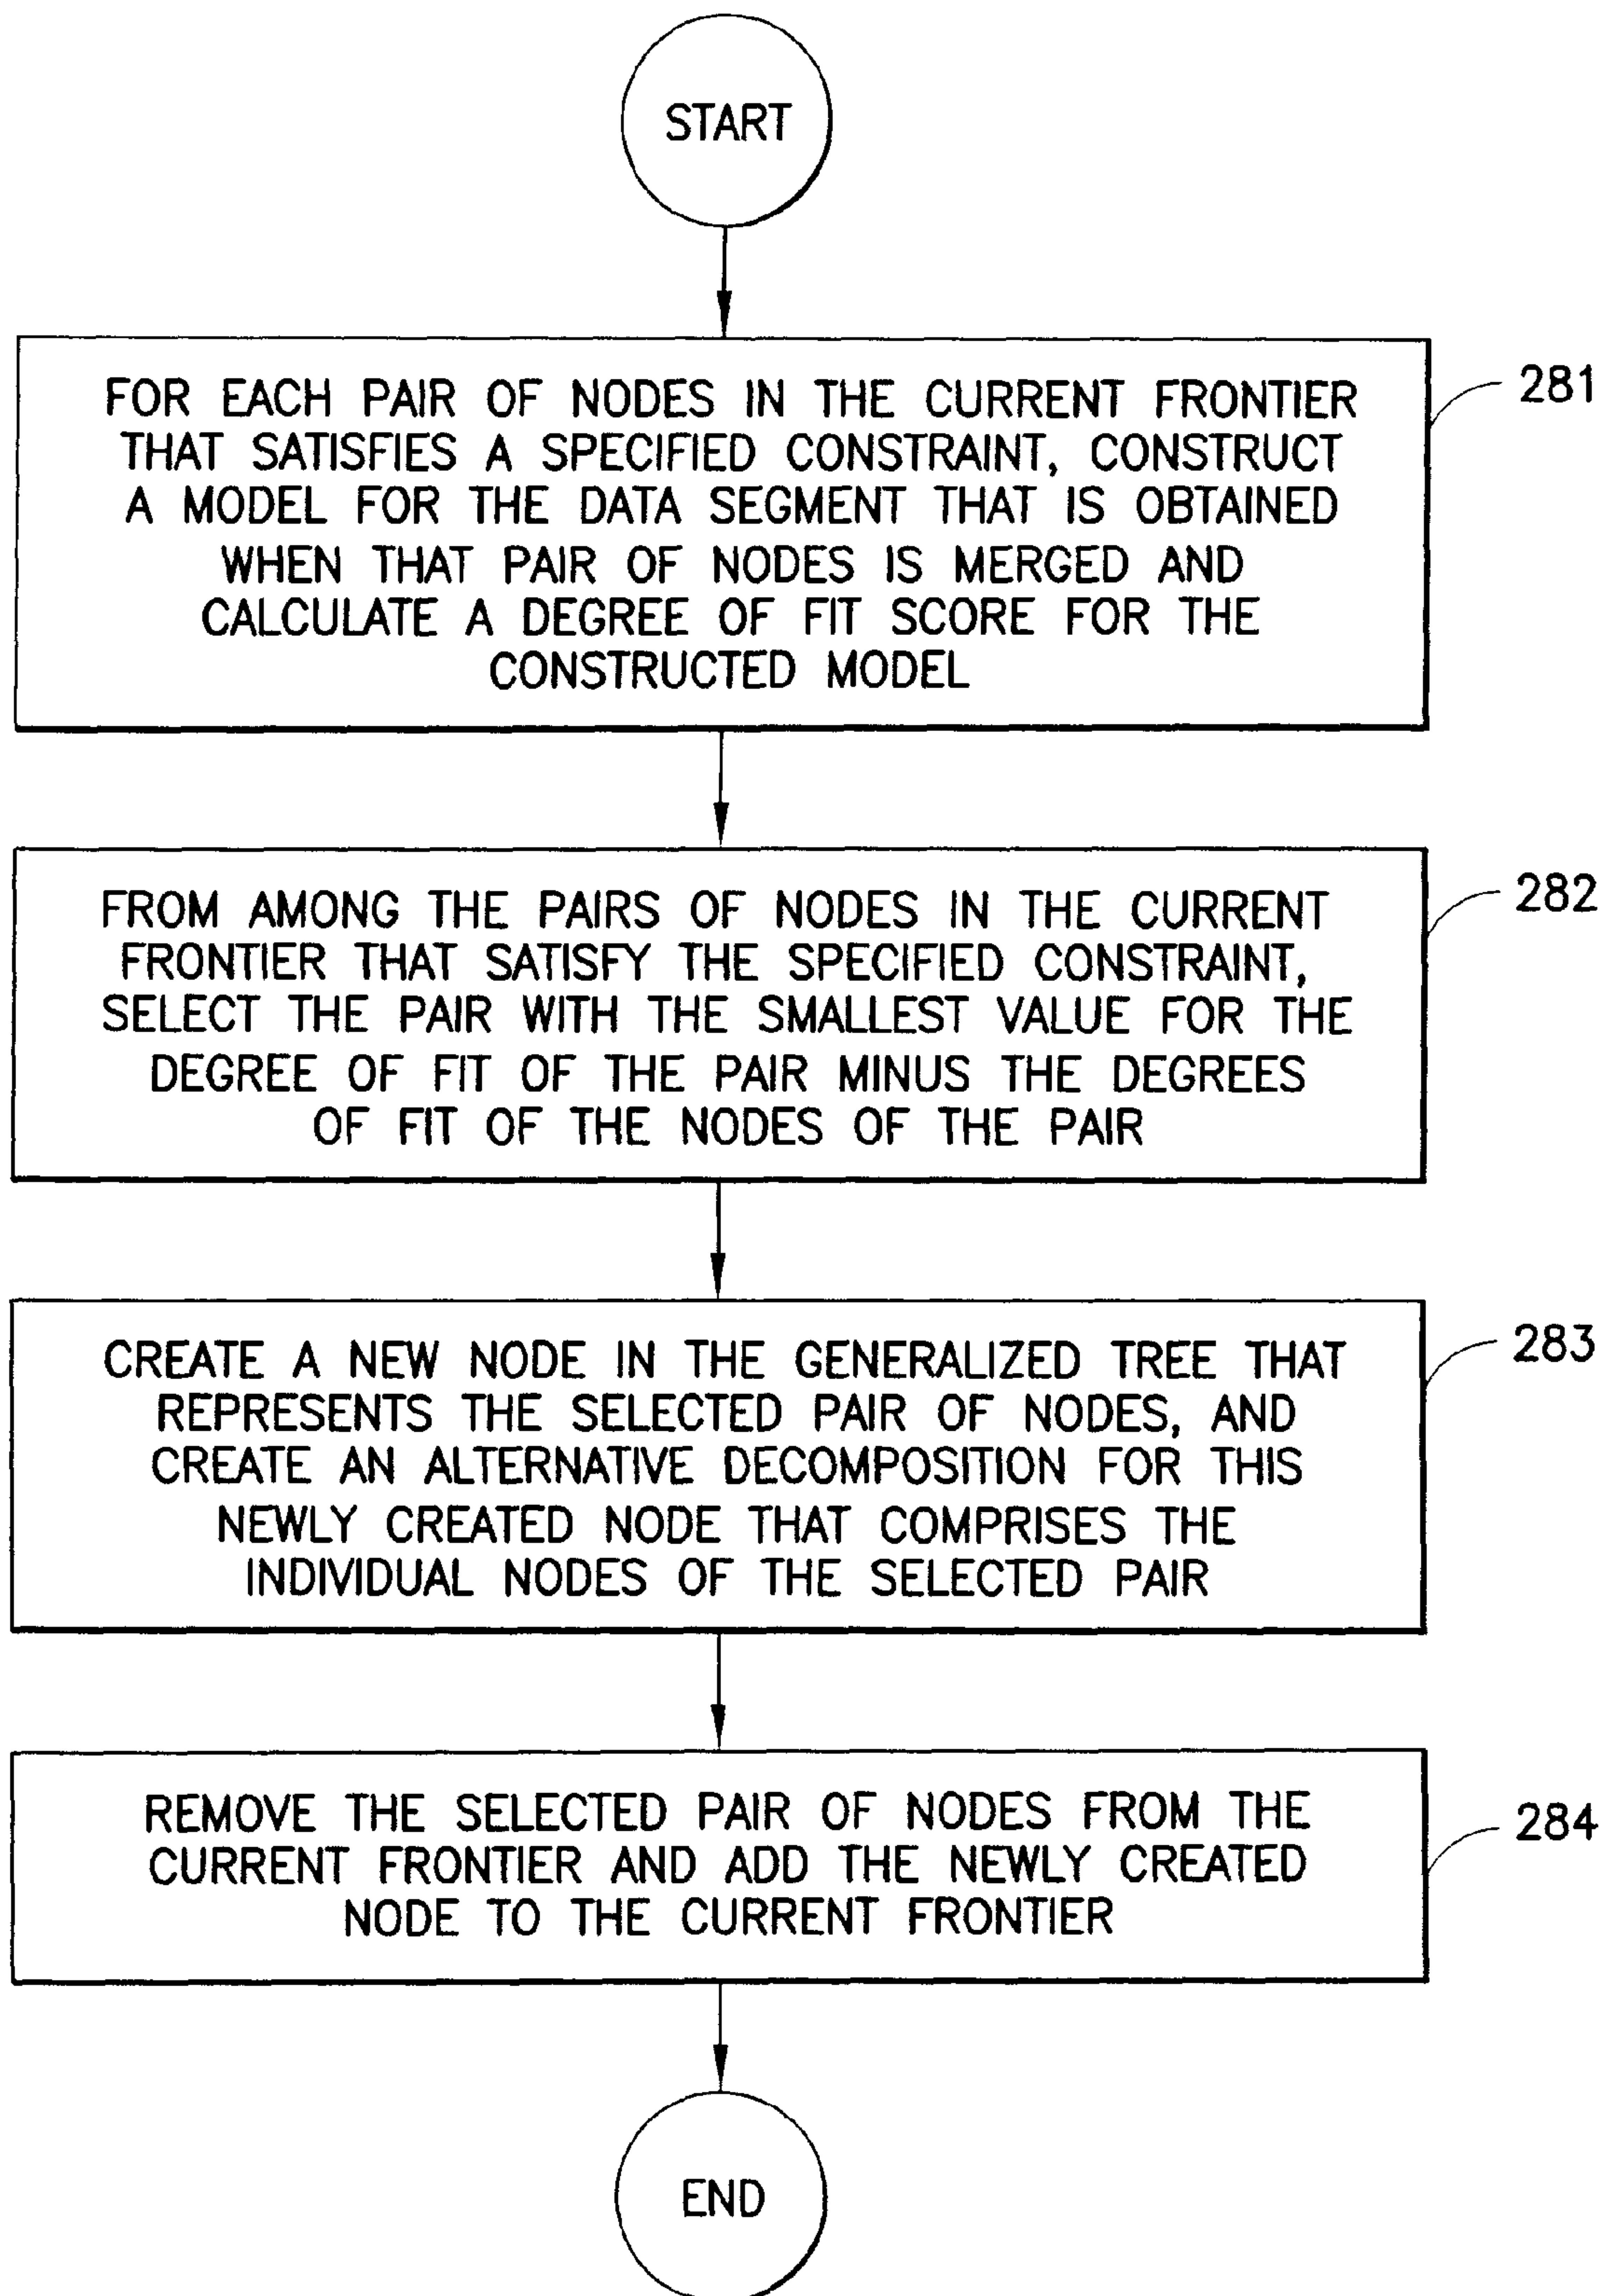 START
FOR EACH PAIR OF NODES IN THE CURRENT FRONTIER
THAT SATISFIES A SPECIFIED CONSTRAINT, CONSTRUCT
A MODEL FOR THE DATA SEGMENT THAT IS OBTAINED
WHEN THAT PAIR OF NODES IS MERGED AND
CALCULATE A DEGREE OF FIT SCORE FOR THE
CONSTRUCTED MODEL
281
FROM AMONG THE PAIRS OF NODES IN THE CURRENT
FRONTIER THAT SATISFY THE SPECIFIED CONSTRAINT,
SELECT THE PAIR WITH THE SMALLEST VALUE FOR THE
DEGREE OF FIT OF THE PAIR MINUS THE DEGREES
OF FIT OF THE NODES OF THE PAIR
282
CREATE A NEW NODE IN THE GENERALIZED TREE THAT
REPRESENTS THE SELECTED PAIR OF NODES, AND
CREATE AN ALTERNATIVE DECOMPOSITION FOR THIS
NEWLY CREATED NODE THAT COMPRISES THE
INDIVIDUAL NODES OF THE SELECTED PAIR
283
REMOVE THE SELECTED PAIR OF NODES FROM THE
CURRENT FRONTIER AND ADD THE NEWLY CREATED
NODE TO THE CURRENT FRONTIER
284
END